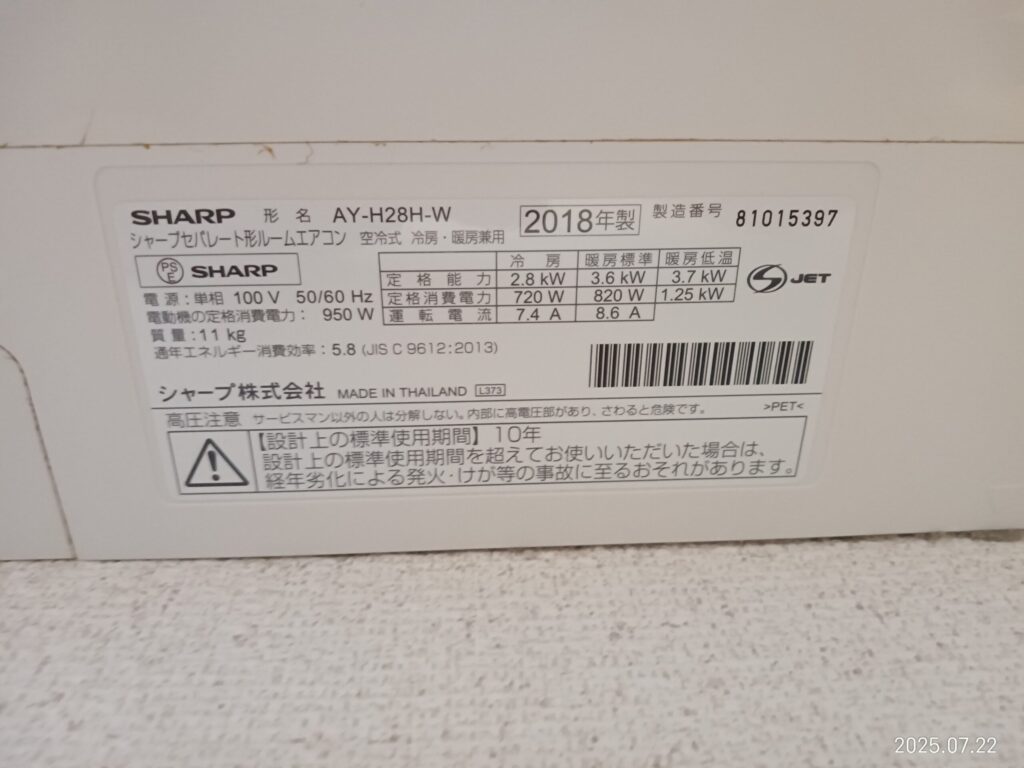 SHARP 形名 AY-H28H-W 2018年製 製造番号 81015397
シャープセパレート形ルームエアコン 空冷式 冷房・暖房兼用
PS E SHARP
電源:単相 100 V 50/60 Hz
電動機の定格消費電力: 950 W
質量:11 kg
通年エネルギー消費効率:5.8 (JIS C 9612:2013)
冷房 暖房標準 暖房低温
定格能力 2.8 kW 3.6 kW 3.7 kW
定格消費電力 720 W 820 W 1.25 kW
運転電流 7.4 A 8.6 A
S JET
シャープ株式会社 MADE IN THAILAND L373
高圧注意 サービスマン以外の人は分解しない。内部に高電圧部があり、さわると危険です。 >PET<
【設計上の標準使用期間】10年
設計上の標準使用期間を超えてお使いいただいた場合は、
経年劣化による発火・けが等の事故に至るおそれがあります。
2025.07.22